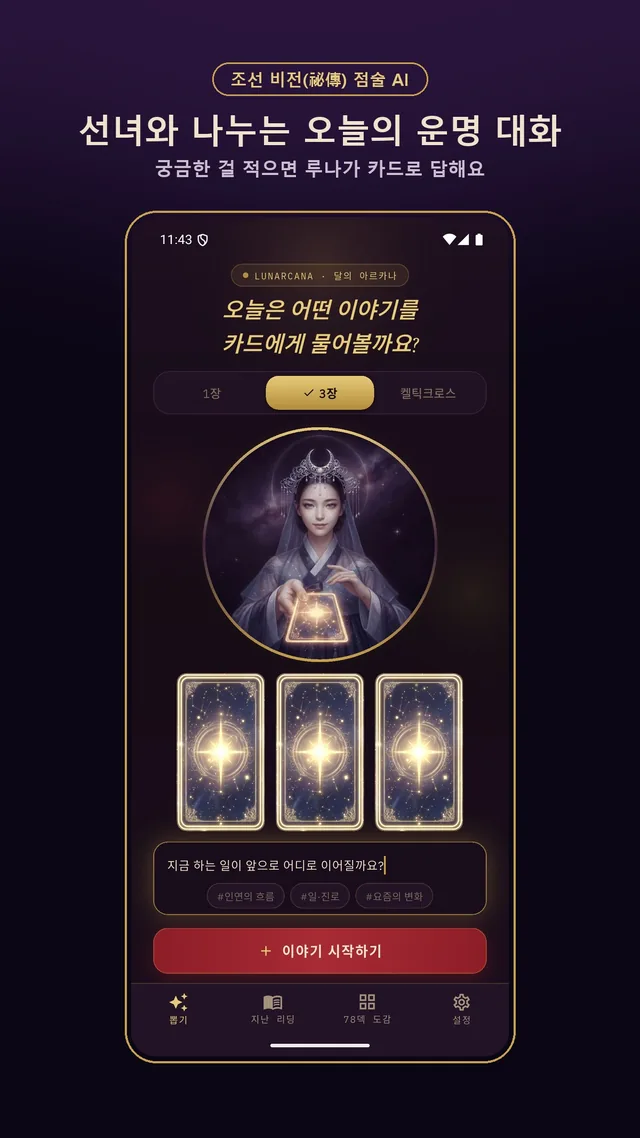 조선 비전(祕傳) 점술 AI
선녀와 나누는 오늘의 운명 대화
궁금한 걸 적으면 루나가 카드로 답해요
11:43
LUNARCANA · 달의 아르카나
오늘은 어떤 이야기를
카드에게 물어볼까요?
1장 ✓ 3장 켈틱크로스
지금 하는 일이 앞으로 어디로 이어질까요?
#인연의 흐름 #일·진로 #요즘의 변화
+ 이야기 시작하기
뽑기 지난 리딩 78덱 도감 설정